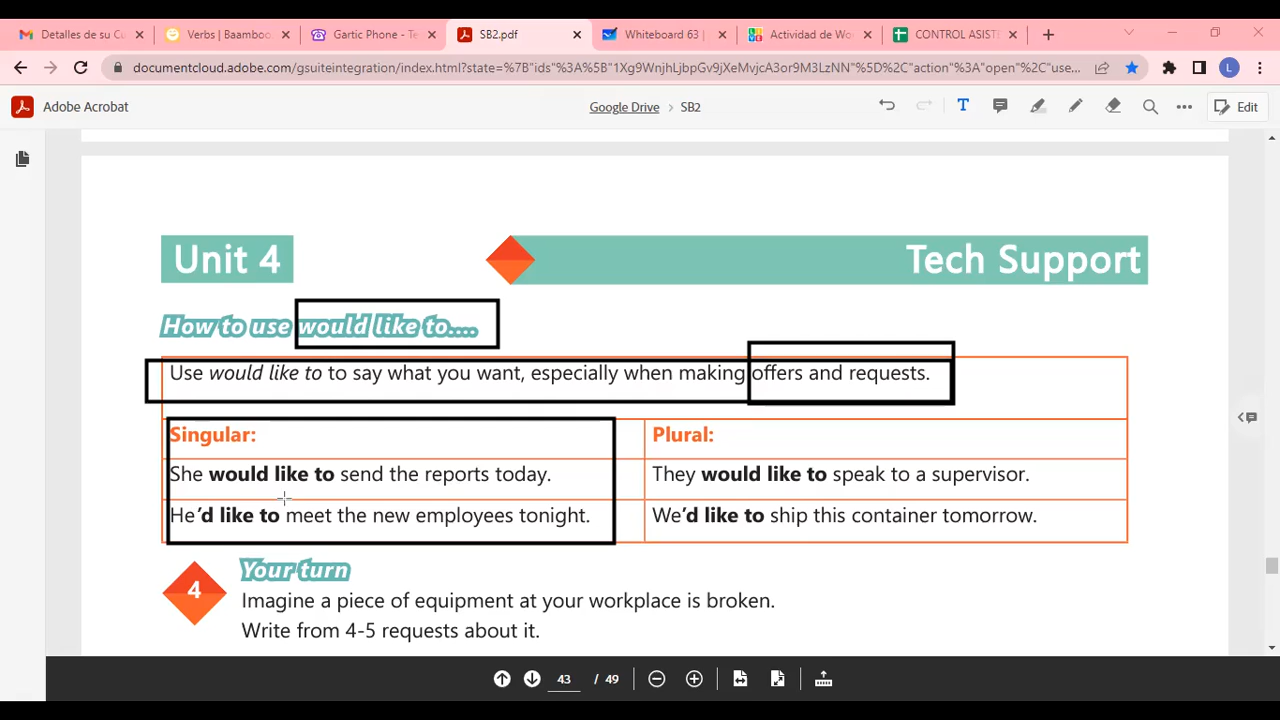 Detalles de su Cu
Verbs | Baambooz
Gartic Phone - Te
SB2.pdf
Whiteboard 63 |
Actividad de Wor
CONTROL ASIST
documentcloud.adobe.com/gsuiteintegration/index.html?state=%7B"ids"%3A%5B"1Xg9WnjhLjbpGv9jXeMvjcA3or9M3LzNN"%5D%2C"action"%3A"open"%2C"use...
L
Adobe Acrobat
Google Drive > SB2
T
Edit
Unit 4
Tech Support
How to use would like to....
Use would like to to say what you want, especially when making offers and requests.
Singular:
Plural:
She would like to send the reports today.
They would like to speak to a supervisor.
He'd like to meet the new employees tonight.
We'd like to ship this container tomorrow.
4
Your turn
Imagine a piece of equipment at your workplace is broken.
Write from 4-5 requests about it.
43 / 49